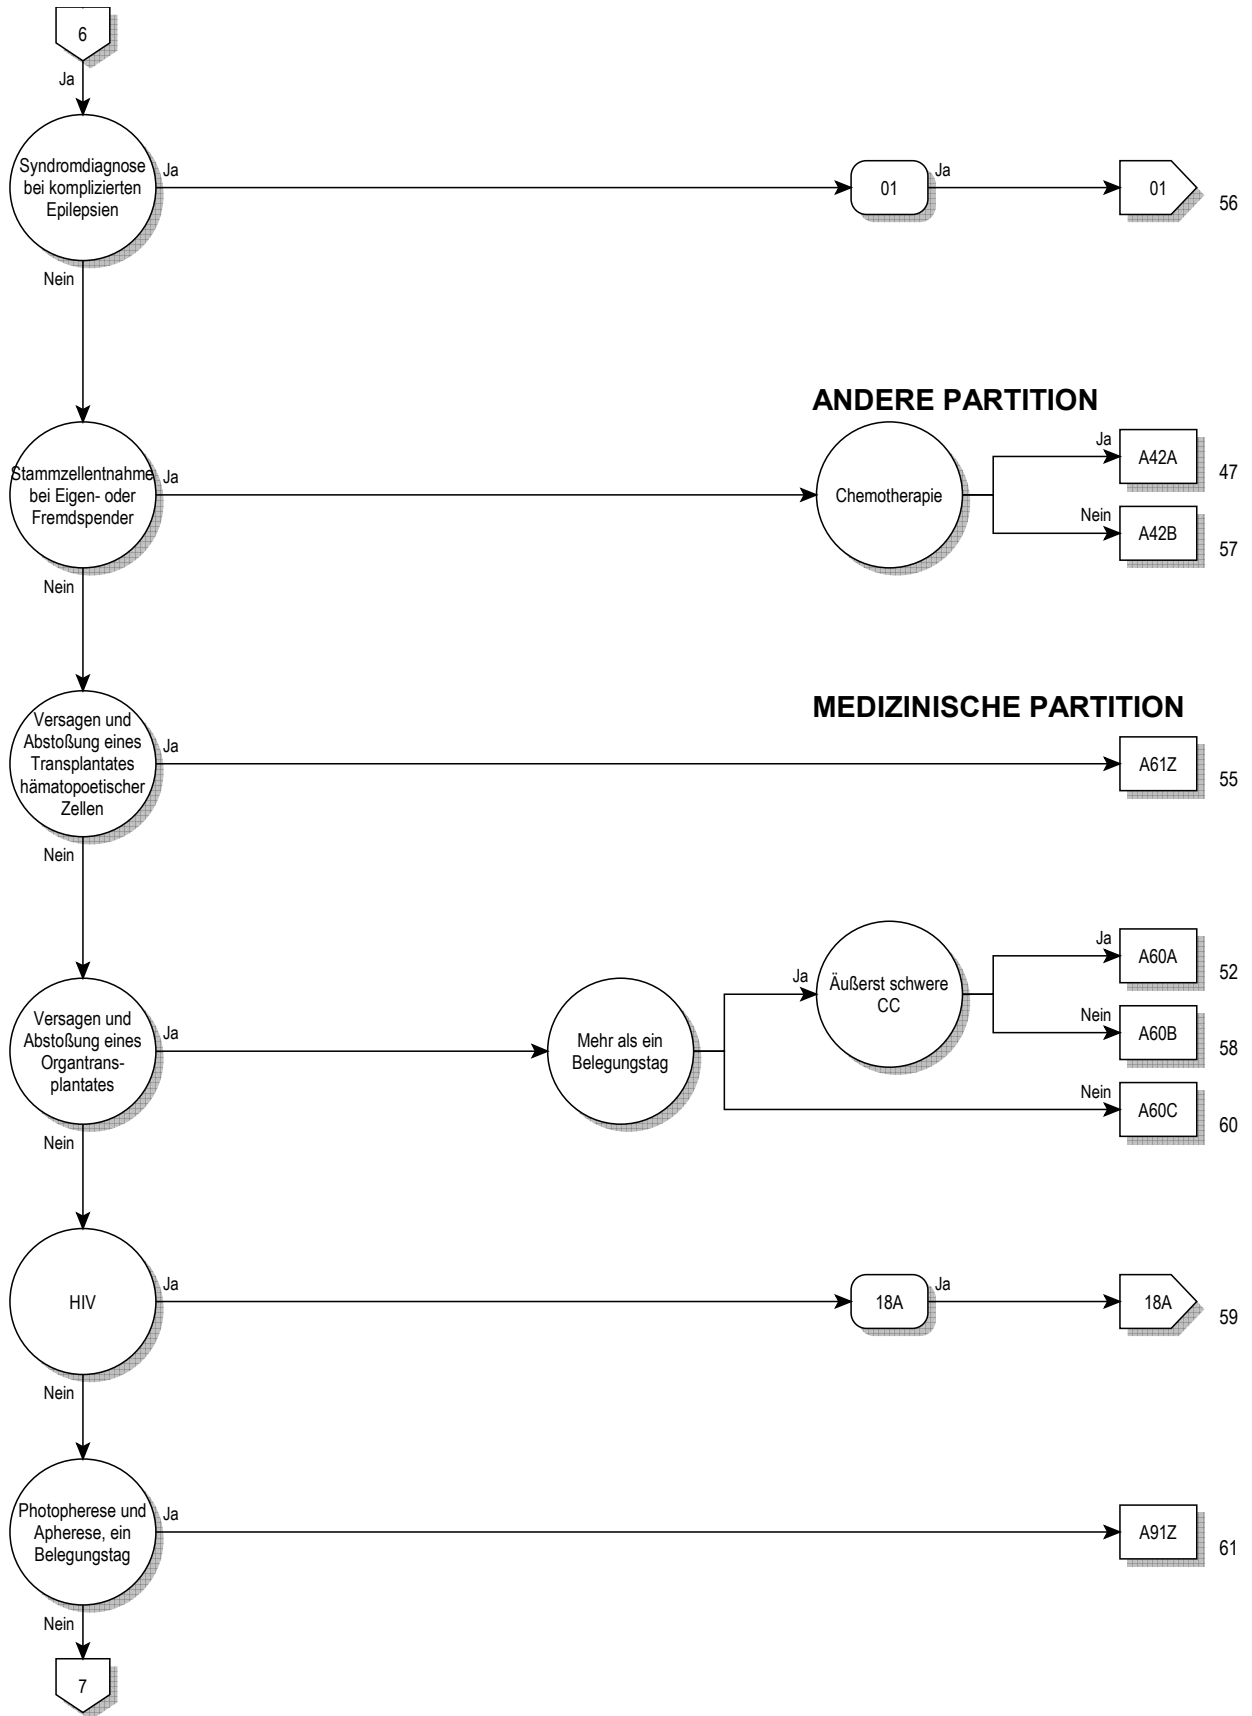 6
Ja
Syndromdiagnose
bei komplizierten
Epilepsien
Ja
01
Ja
01
56
Nein
ANDERE PARTITION
Stammzellentnahme
bei Eigen- oder
Fremdspender
Ja
Chemotherapie
Ja
A42A
47
Nein
A42B
57
Nein
MEDIZINISCHE PARTITION
Versagen und
Abstoßung eines
Transplantates
hämatopoetischer
Zellen
Ja
A61Z
55
Nein
Versagen und
Abstoßung eines
Organtrans-
plantates
Ja
Mehr als ein
Belegungstag
Ja
Äußerst schwere
CC
Ja
A60A
52
Nein
A60B
58
Nein
A60C
60
Nein
HIV
Ja
18A
Ja
18A
59
Nein
Photopherese und
Apherese, ein
Belegungstag
Ja
A91Z
61
Nein
7